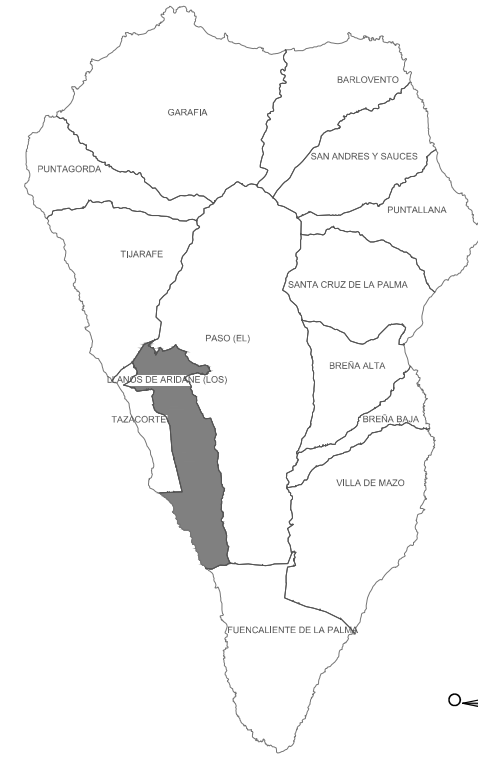 BARLOVENTO
GARAFIA
SAN ANDRES Y SAUCES
PUNTAGORDA
PUNTALLANA
TIJARAFE
SANTA CRUZ DE LA PALMA
PASO (EL)
BREÑA ALTA
LLANOS DE ARIDANE (LOS)
TAZACORTE
BREÑA BAJA
VILLA DE MAZO
FUENCALIENTE DE LA PALMA